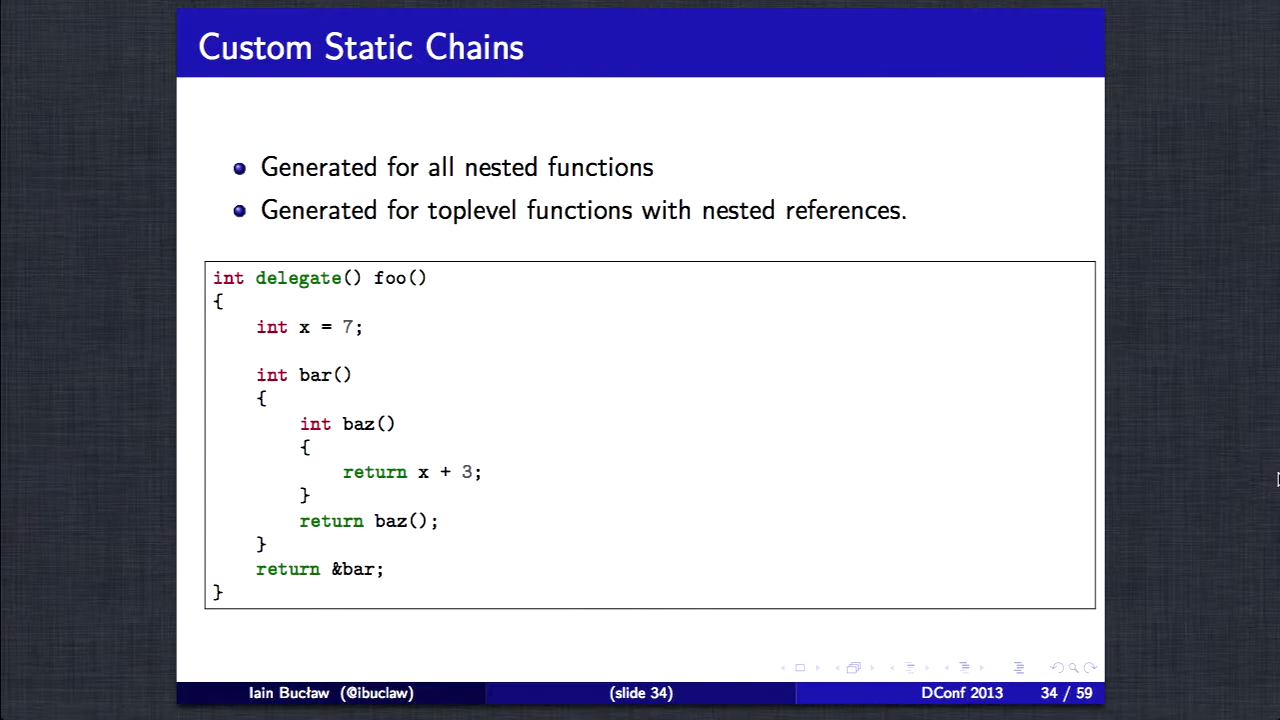 Custom Static Chains
Generated for all nested functions
Generated for toplevel functions with nested references.
int delegate() foo()
{
    int x = 7;
    int bar()
    {
        int baz()
        {
            return x + 3;
        }
        return baz();
    }
    return &bar;
}
Iain Bucław (@ibuclaw) (slide 34) DConf 2013 34 / 59